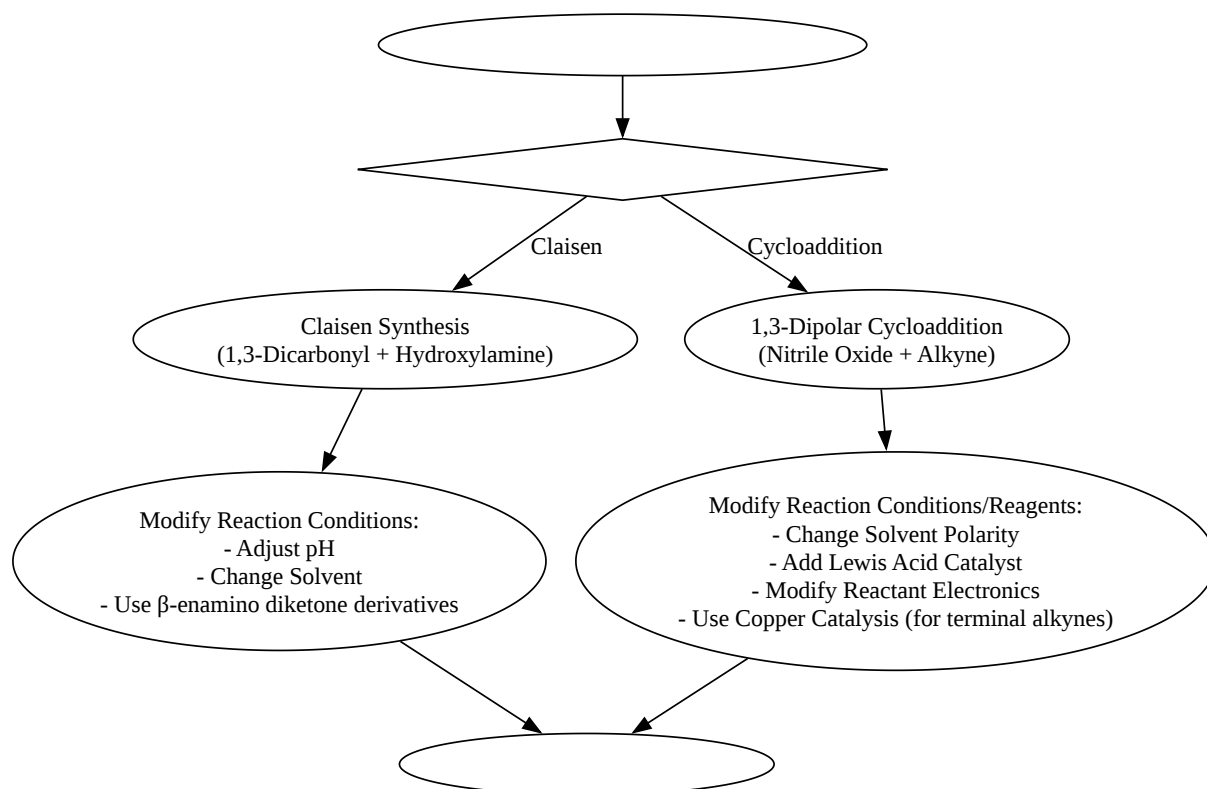 Claisen
Cycloaddition
Claisen Synthesis
(1,3-Dicarbonyl + Hydroxylamine)
1,3-Dipolar Cycloaddition
(Nitrile Oxide + Alkyne)
Modify Reaction Conditions:
- Adjust pH
- Change Solvent
- Use β-enamino diketone derivatives
Modify Reaction Conditions/Reagents:
- Change Solvent Polarity
- Add Lewis Acid Catalyst
- Modify Reactant Electronics
- Use Copper Catalysis (for terminal alkynes)